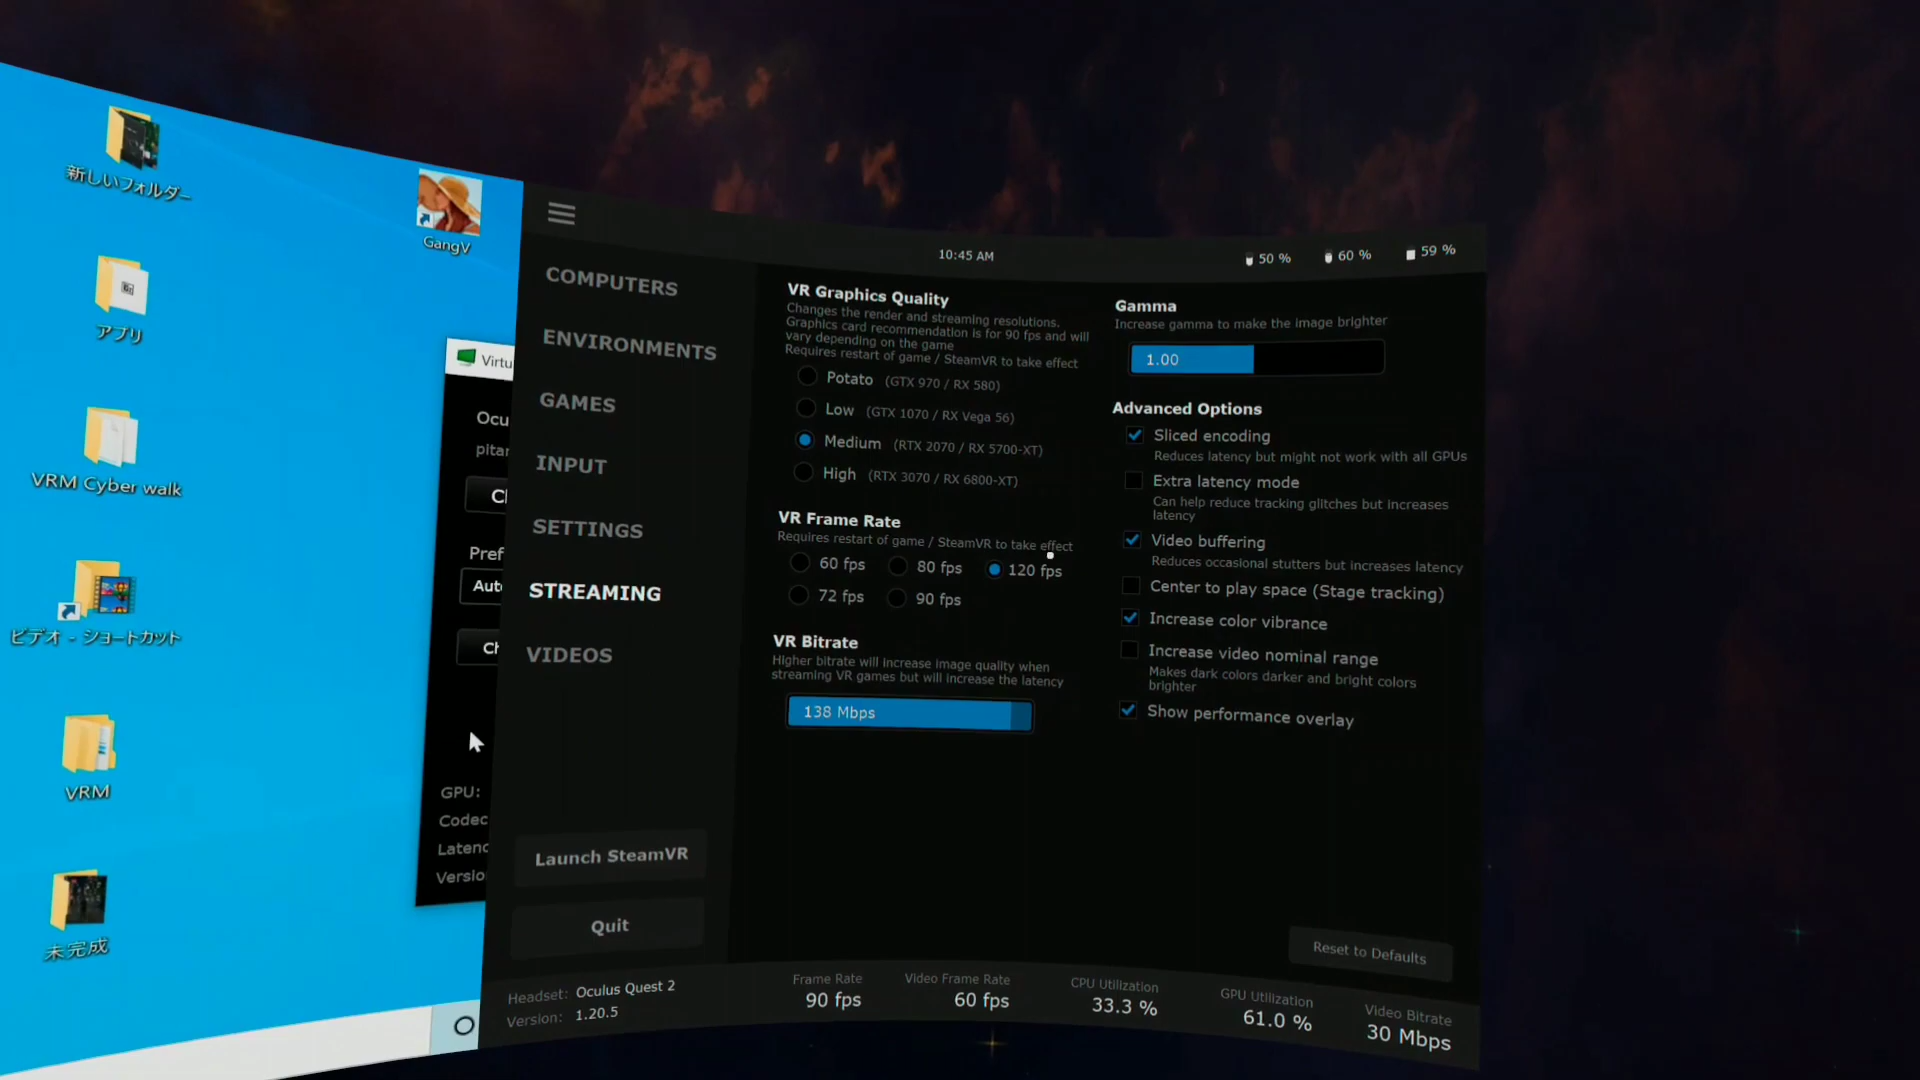 新しいフォルダー
GangV
アプリ
VRM Cyber walk
ビデオ - ショートカット
VRM
未完成
Virtu
Ocu
pitar
Pref
Auto
GPU:
Codec
Latenc
Versio
10:45 AM
50 %
60 %
59 %
COMPUTERS
ENVIRONMENTS
GAMES
INPUT
SETTINGS
STREAMING
VIDEOS
Launch SteamVR
Quit
VR Graphics Quality
Changes the render and streaming resolutions.
Graphics card recommendation is for 90 fps and will
vary depending on the game
Requires restart of game / SteamVR to take effect
Potato (GTX 970 / RX 580)
Low (GTX 1070 / RX Vega 56)
Medium (RTX 2070 / RX 5700-XT)
High (RTX 3070 / RX 6800-XT)
VR Frame Rate
Requires restart of game / SteamVR to take effect
60 fps 80 fps 120 fps
72 fps 90 fps
VR Bitrate
Higher bitrate will increase image quality when
streaming VR games but will increase the latency
138 Mbps
Gamma
Increase gamma to make the image brighter
1.00
Advanced Options
Sliced encoding
Reduces latency but might not work with all GPUs
Extra latency mode
Can help reduce tracking glitches but increases
latency
Video buffering
Reduces occasional stutters but increases latency
Center to play space (Stage tracking)
Increase color vibrance
Increase video nominal range
Makes dark colors darker and bright colors
brighter
Show performance overlay
Reset to Defaults
Headset: Oculus Quest 2
Version: 1.20.5
Frame Rate
90 fps
Video Frame Rate
60 fps
CPU Utilization
33.3 %
GPU Utilization
61.0 %
Video Bitrate
30 Mbps